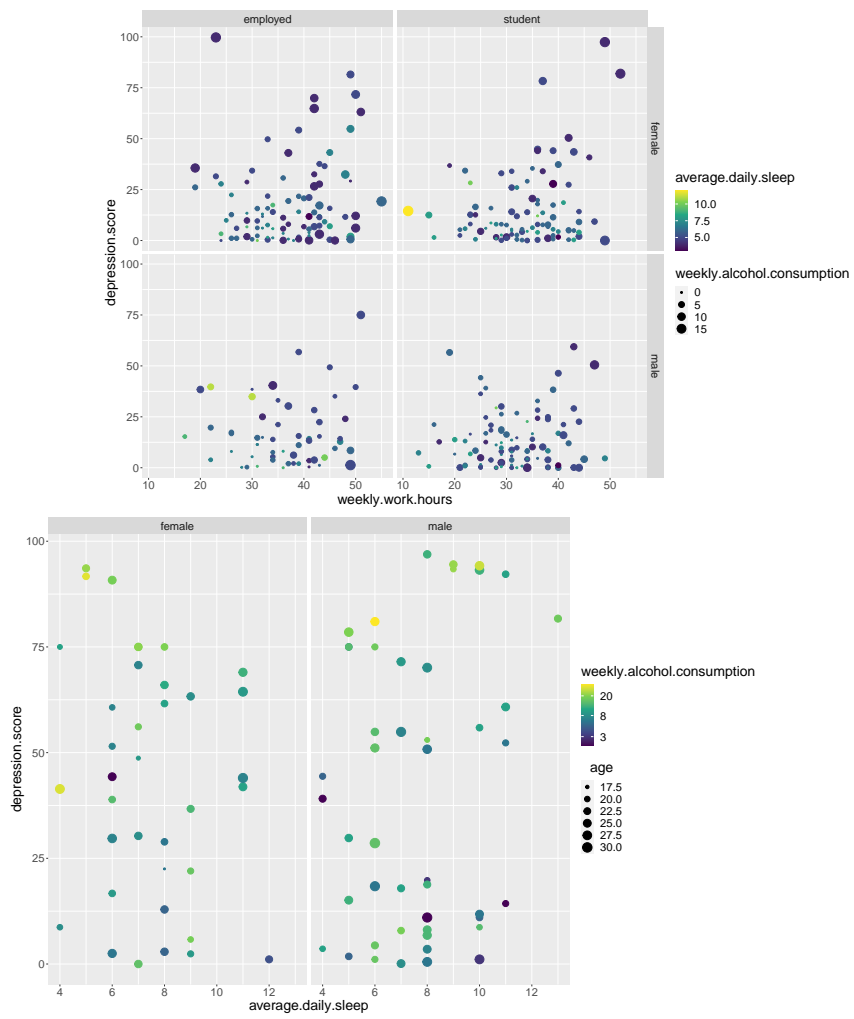 employed student
100
75
50
25
0
female
depression.score
100
75
50
25
0
male
10 20 30 40 50 10 20 30 40 50
weekly.work.hours
average.daily.sleep
10.0
7.5
5.0
weekly.alcohol.consumption
0
5
10
15
female male
100
75
50
25
0
depression.score
4 6 8 10 12 4 6 8 10 12
average.daily.sleep
weekly.alcohol.consumption
20
8
3
age
17.5
20.0
22.5
25.0
27.5
30.0